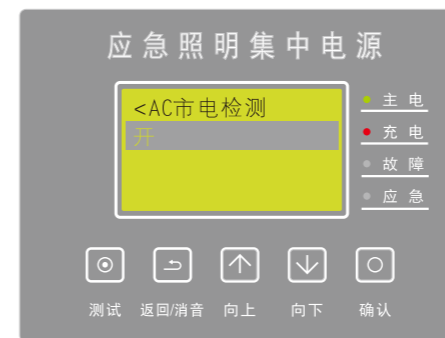 应急照明集中电源
<AC市电检测
开
主电
充电
故障
应急
测试 返回/消音 向上 向下 确认